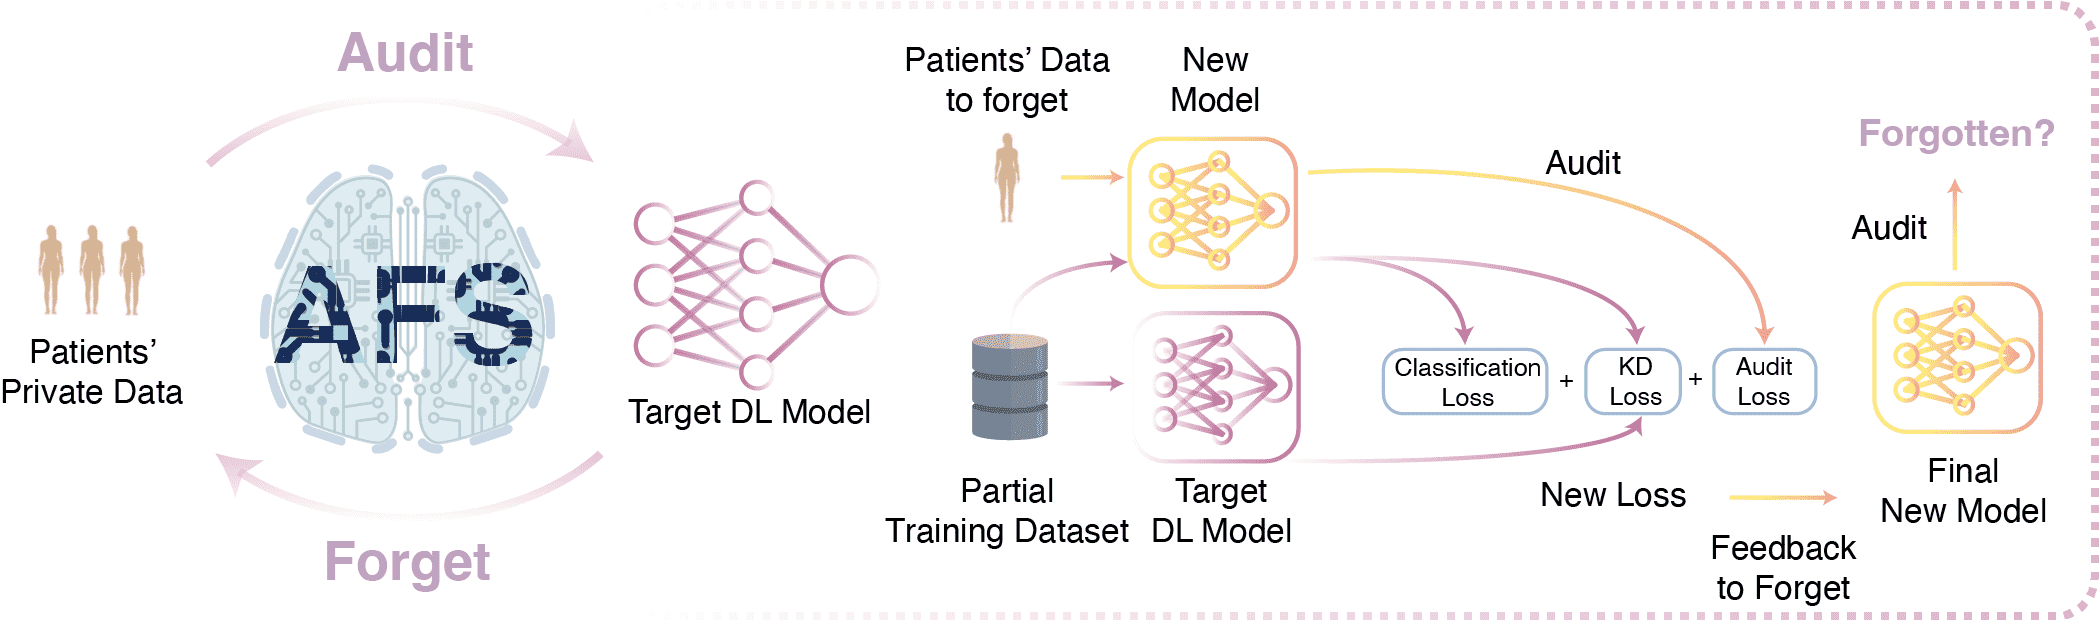 Audit
AFS
Forget
Patients’
Private Data
Target DL Model
Patients’ Data
to forget
New
Model
Partial
Training Dataset
Target
DL Model
Audit
Classification
Loss
+
KD
Loss
+
Audit
Loss
New Loss
Feedback
to Forget
Forgotten?
Audit
Final
New Model